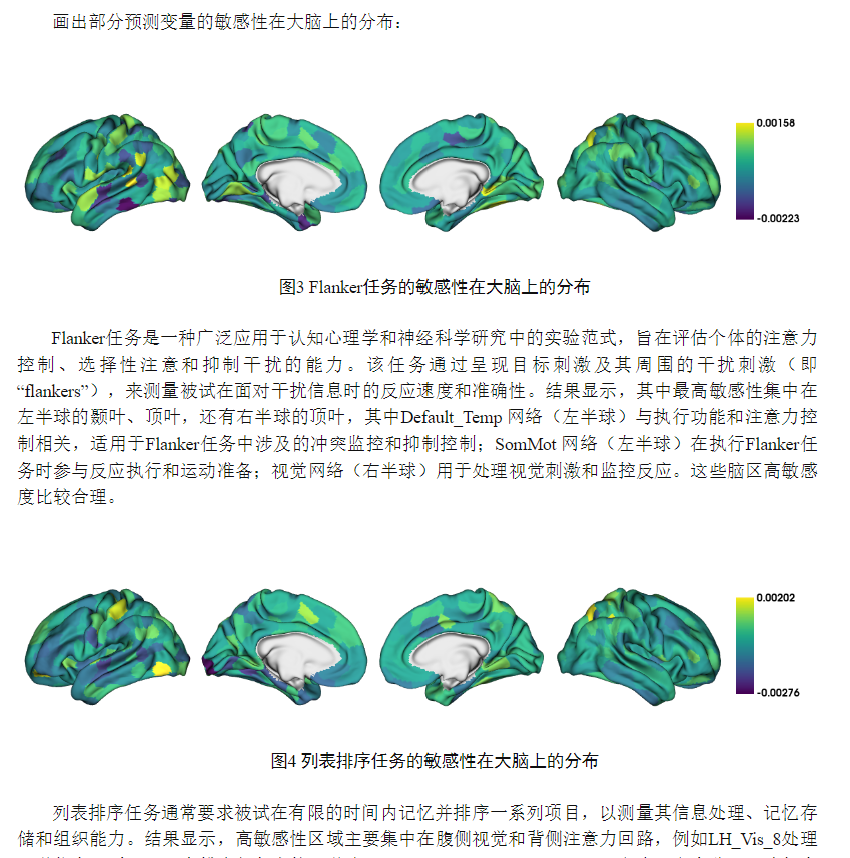 画出部分预测变量的敏感性在大脑上的分布：
0.00158
-0.00223
图3 Flanker任务的敏感性在大脑上的分布
Flanker任务是一种广泛应用于认知心理学和神经科学研究中的实验范式，旨在评估个体的注意力
控制、选择性注意和抑制干扰的能力。该任务通过呈现目标刺激及其周围的干扰刺激（即
“flankers”），来测量被试在面对干扰信息时的反应速度和准确性。结果显示，其中最高敏感性集中在
左半球的颞叶、顶叶，还有右半球的顶叶，其中Default_Temp 网络（左半球）与执行功能和注意力控
制相关，适用于Flanker任务中涉及的冲突监控和抑制控制；SomMot 网络（左半球）在执行Flanker任
务时参与反应执行和运动准备；视觉网络（右半球）用于处理视觉刺激和监控反应。这些脑区高敏感
度比较合理。
0.00202
-0.00276
图4 列表排序任务的敏感性在大脑上的分布
列表排序任务通常要求被试在有限的时间内记忆并排序一系列项目，以测量其信息处理、记忆存
储和组织能力。结果显示，高敏感性区域主要集中在腹侧视觉和背侧注意力回路，例如LH_Vis_8处理